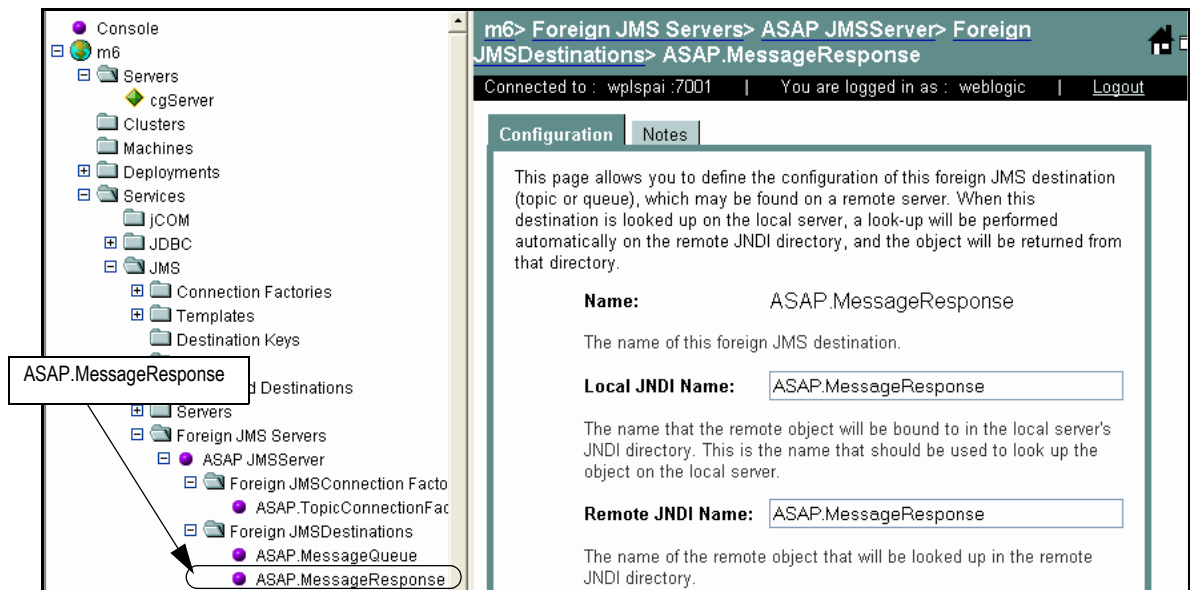 Console
m6
Servers
cgServer
Clusters
Machines
Deployments
Services
jCOM
JDBC
JMS
Connection Factories
Templates
Destination Keys
ASAP.MessageResponse
d Destinations
Servers
Foreign JMS Servers
ASAP JMSServer
Foreign JMSConnection Facto
ASAP.TopicConnectionFac
Foreign JMSDestinations
ASAP.MessageQueue
ASAP.MessageResponse
m6> Foreign JMS Servers> ASAP JMSServer> Foreign
JMSDestinations> ASAP.MessageResponse
Connected to : wplspai :7001 | You are logged in as : weblogic | Logout
Configuration Notes
This page allows you to define the configuration of this foreign JMS destination
(topic or queue), which may be found on a remote server. When this
destination is looked up on the local server, a look-up will be performed
automatically on the remote JNDI directory, and the object will be returned from
that directory.
Name: ASAP.MessageResponse
The name of this foreign JMS destination.
Local JNDI Name: ASAP.MessageResponse
The name that the remote object will be bound to in the local server's
JNDI directory. This is the name that should be used to look up the
object on the local server.
Remote JNDI Name: ASAP.MessageResponse
The name of the remote object that will be looked up in the remote
JNDI directory.